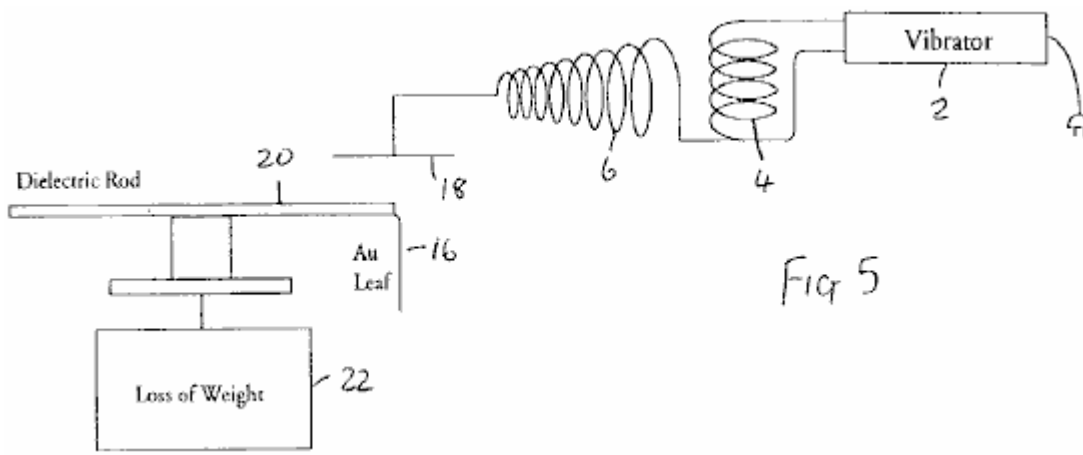 Vibrator
2
6
4
18
20
Dielectric Rod
16
Au
Leaf
Fig 5
Loss of Weight
22